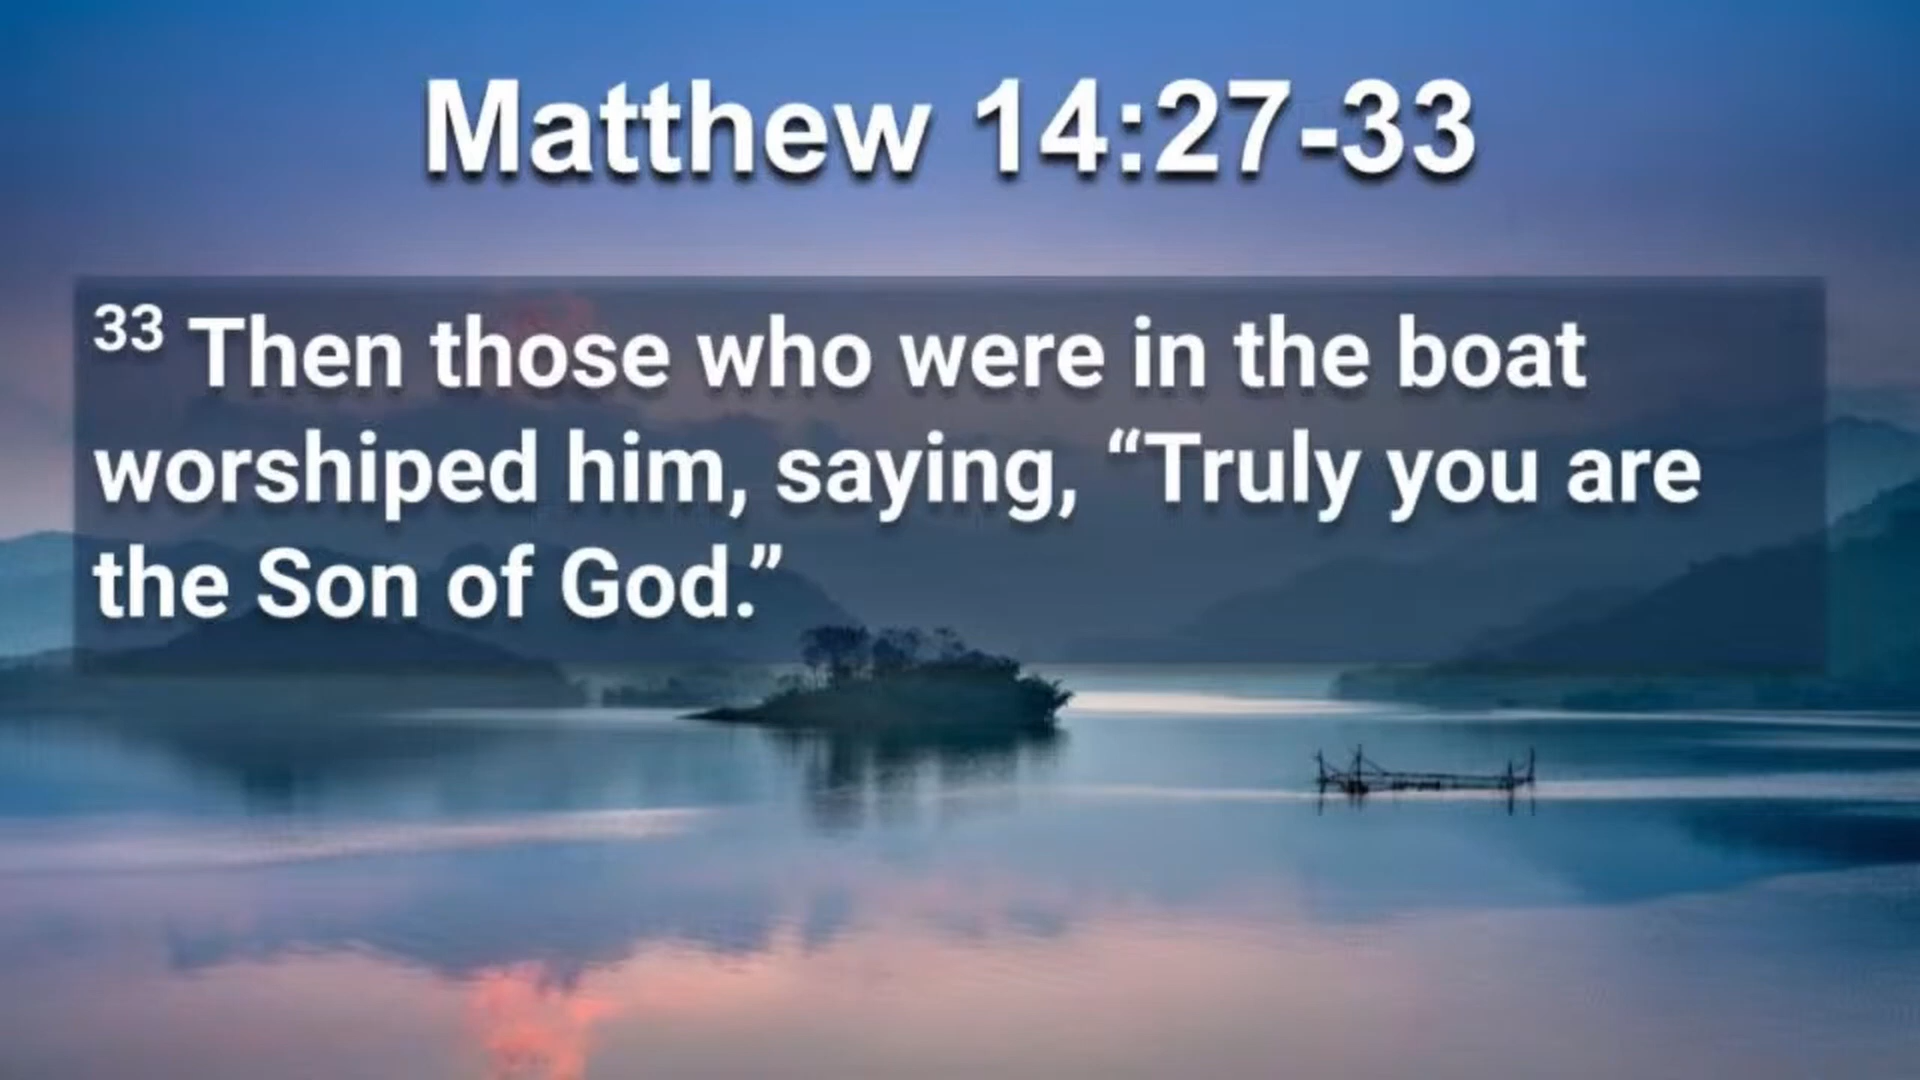 Matthew 14:27-33
33 Then those who were in the boat
worshiped him, saying, “Truly you are
the Son of God.”